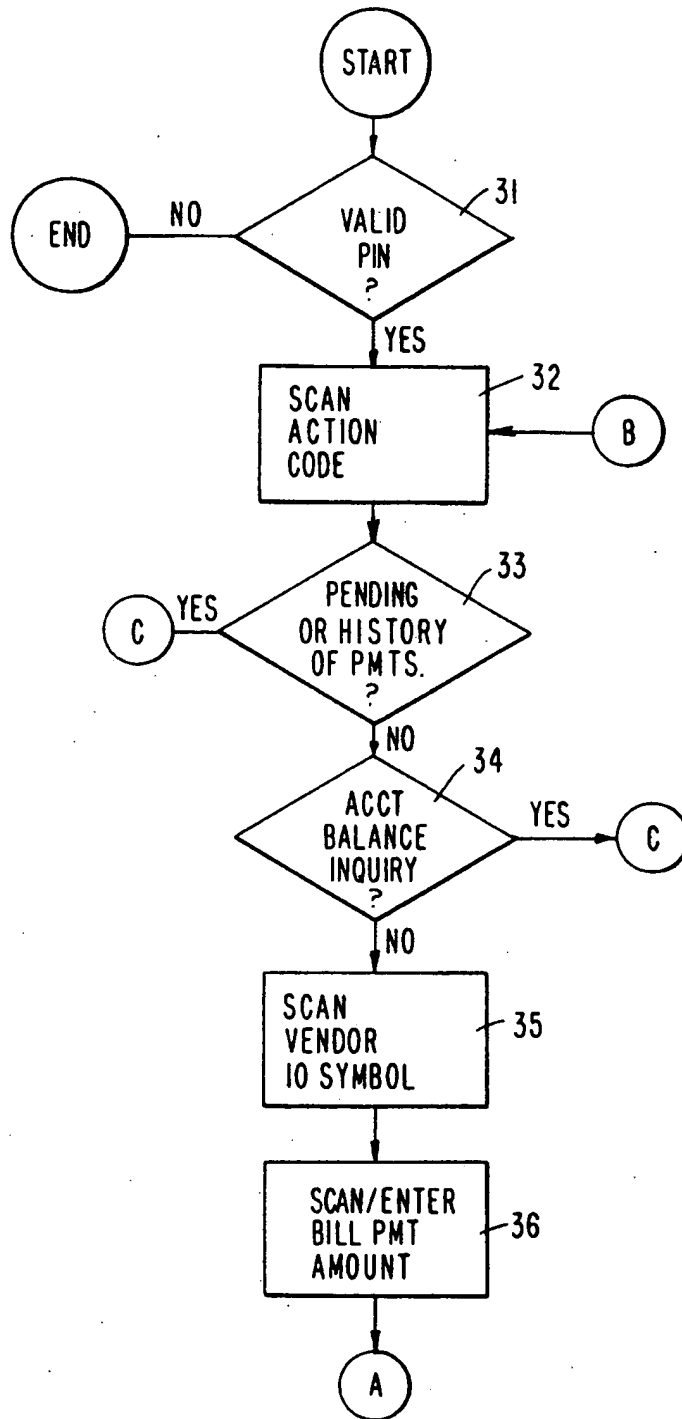 START
31
VALID
PIN
?
NO
END
YES
32
SCAN
ACTION
CODE
B
33
PENDING
OR HISTORY
OF PMTS.
?
YES
C
NO
34
ACCT
BALANCE
INQUIRY
?
YES
C
NO
SCAN
VENDOR
IO SYMBOL
35
SCAN/ENTER
BILL PMT
AMOUNT
36
A